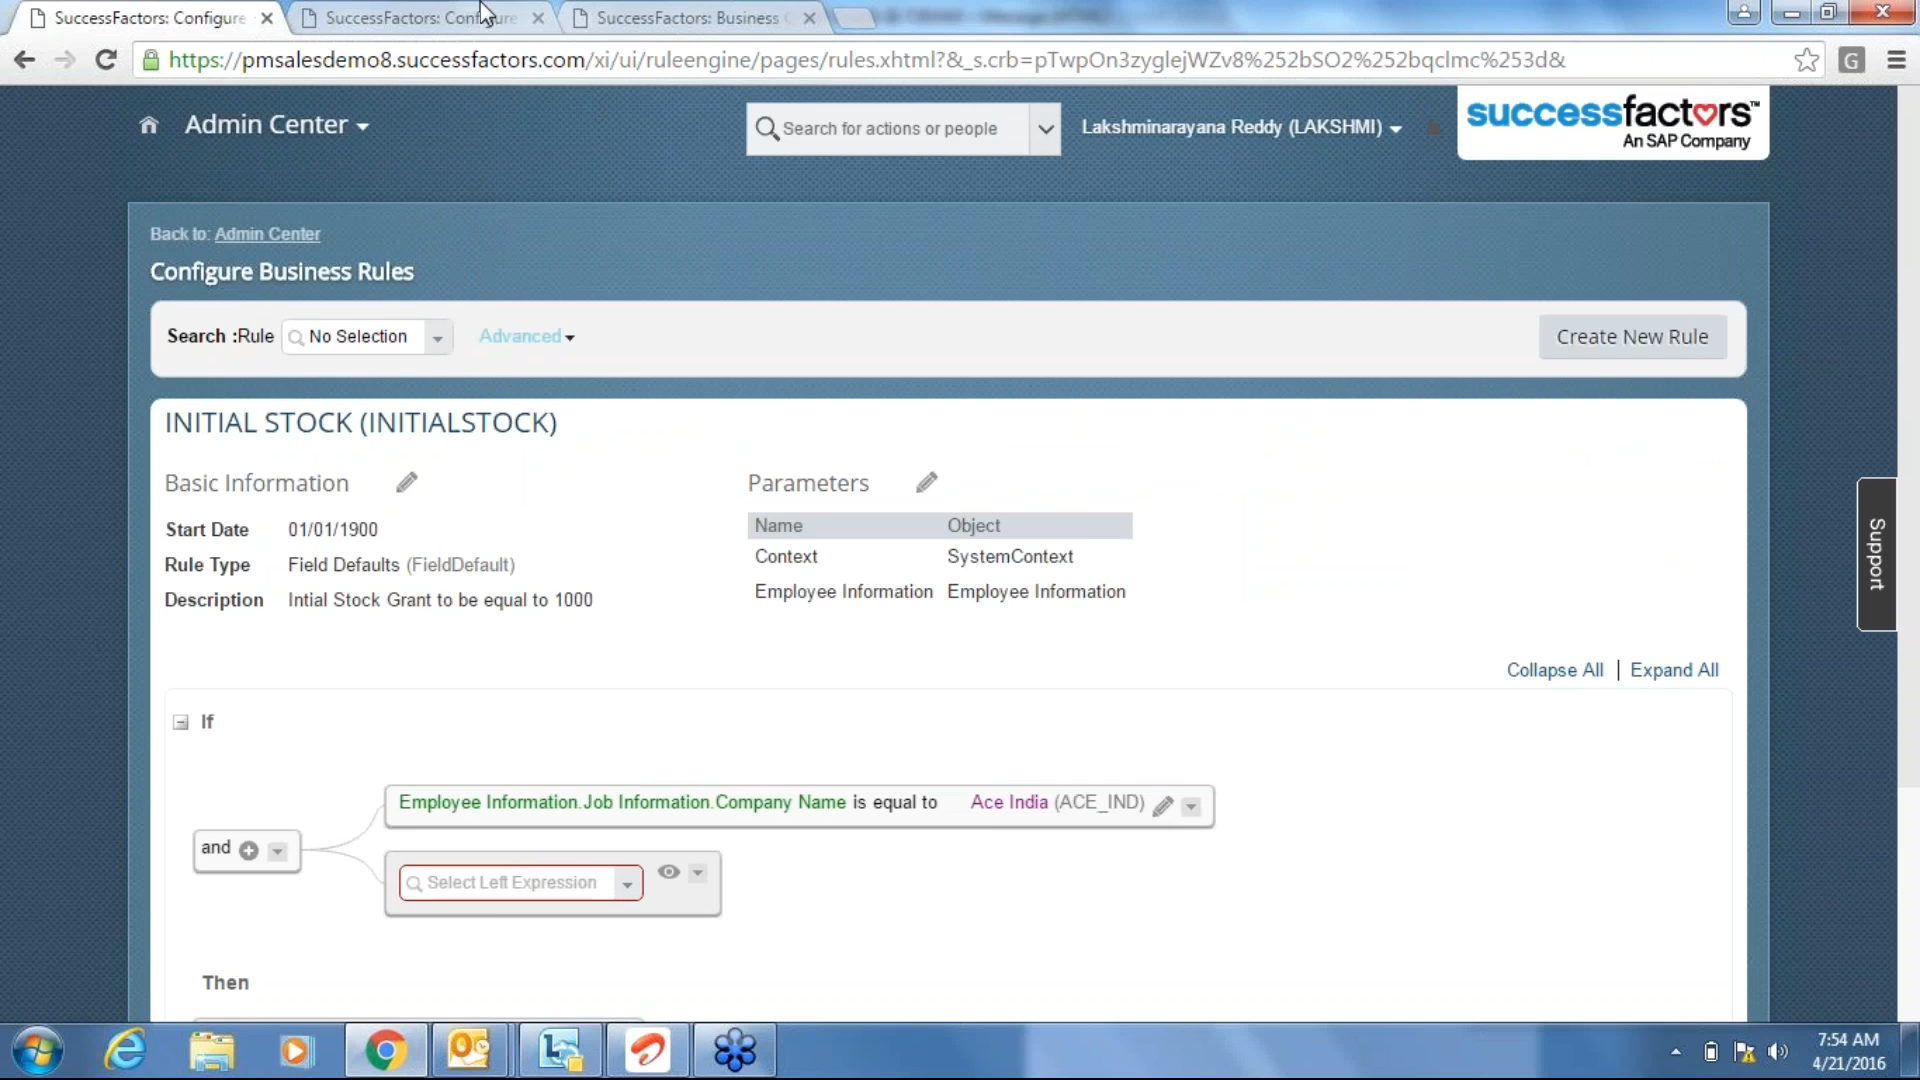 SuccessFactors: Configure
SuccessFactors: Configure
SuccessFactors: Business
https://pmsalesdemo8.successfactors.com/xi/ui/ruleengine/pages/rules.xhtml?&_s.crb=pTwpOn3zyglejWZv8%252bSO2%252bqclmc%253d&
G
Admin Center
Search for actions or people
Lakshminarayana Reddy (LAKSHMI)
successfactors™
An SAP Company
Back to: Admin Center
Configure Business Rules
Search :Rule
No Selection
Advanced
Create New Rule
INITIAL STOCK (INITIALSTOCK)
Basic Information
Start Date 01/01/1900
Rule Type Field Defaults (FieldDefault)
Description Intial Stock Grant to be equal to 1000
Parameters
Name Object
Context SystemContext
Employee Information Employee Information
Support
Collapse All | Expand All
If
Employee Information.Job Information.Company Name is equal to Ace India (ACE_IND)
and
Select Left Expression
Then
7:54 AM
4/21/2016